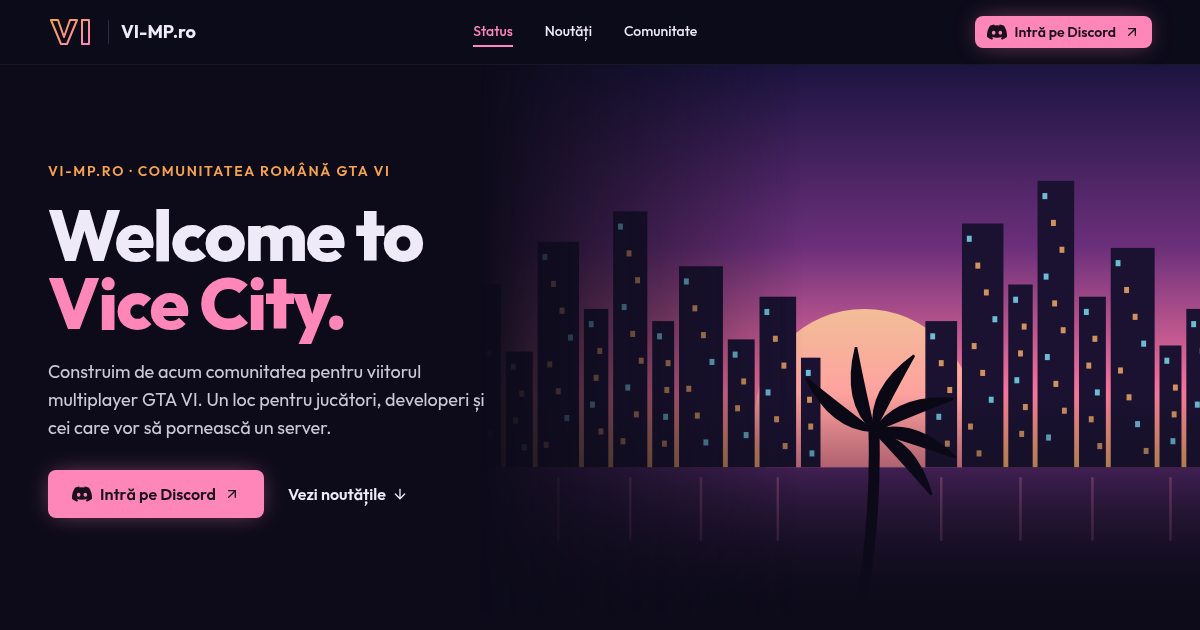 VI
VI-MP.ro
Status
Noutăți
Comunitate
Intră pe Discord
VI-MP.RO · COMUNITATEA ROMÂNĂ GTA VI
Welcome to
Vice City.
Construim de acum comunitatea pentru viitorul
multiplayer GTA VI. Un loc pentru jucători, developeri și
cei care vor să pornească un server.
Intră pe Discord
Vezi noutățile